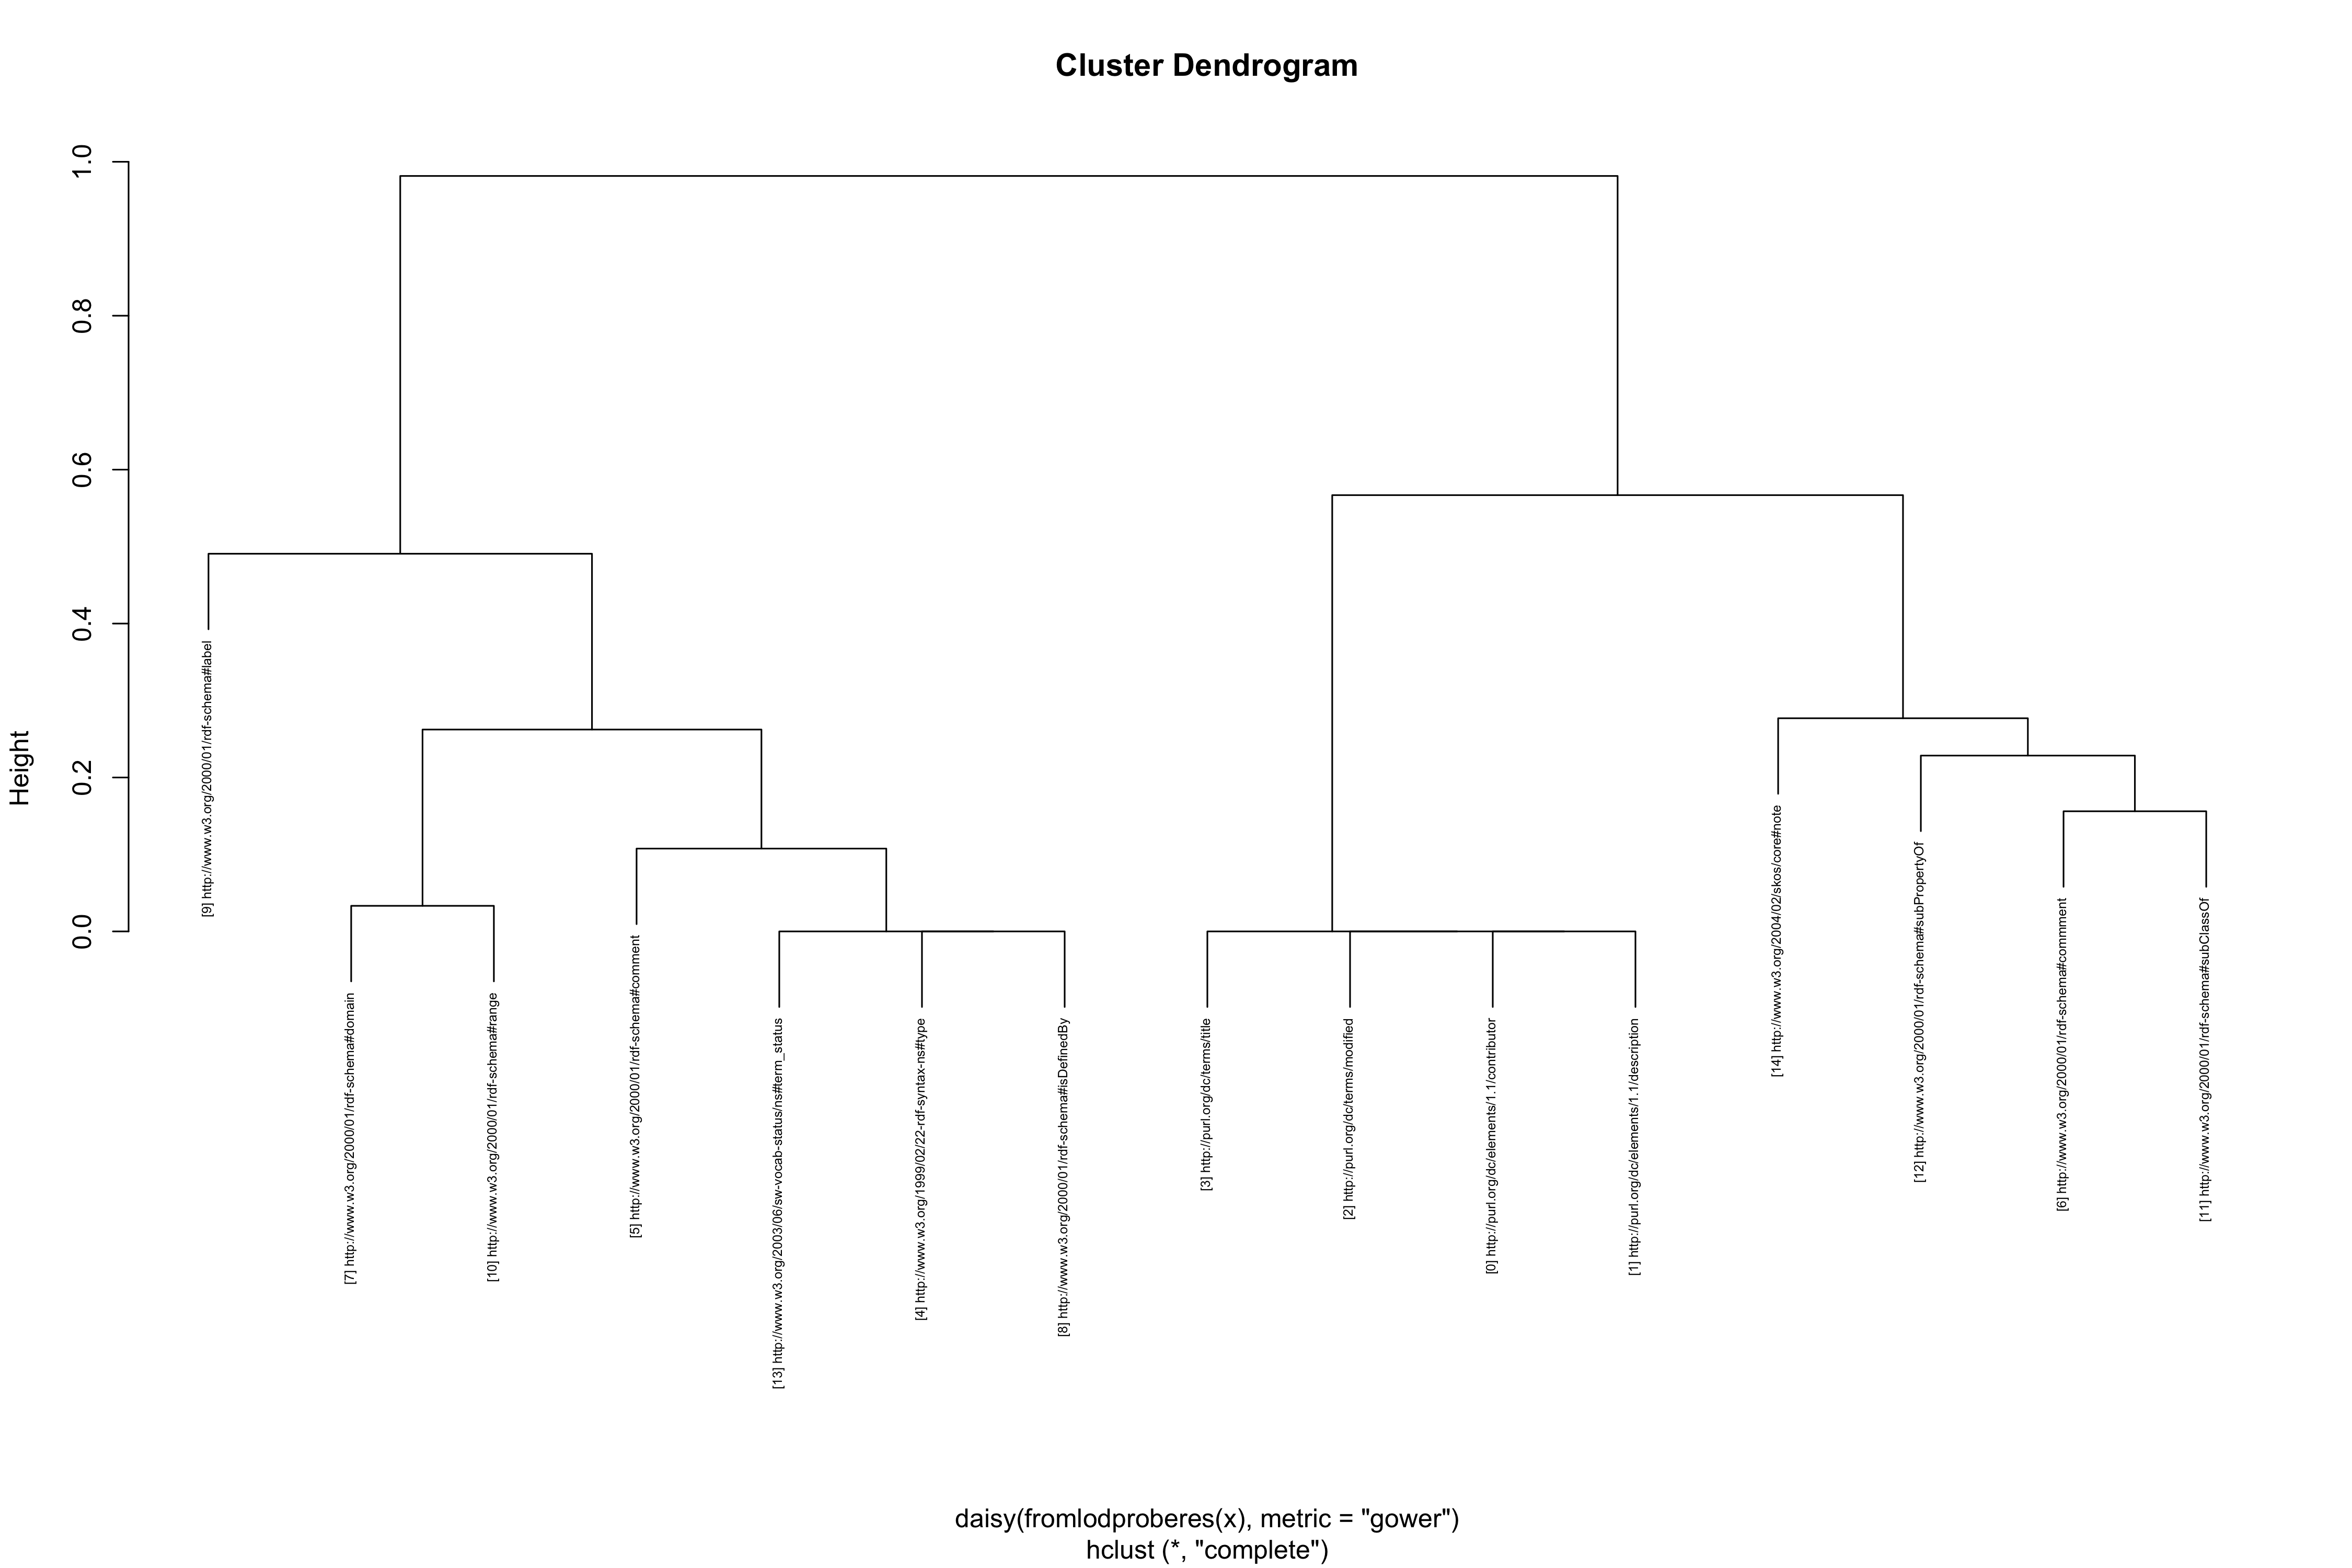 Cluster Dendrogram
Height
1.0
0.8
0.6
0.4
0.2
0.0
[9] http://www.w3.org/2000/01/rdf-schema#label
[7] http://www.w3.org/2000/01/rdf-schema#domain
[10] http://www.w3.org/2000/01/rdf-schema#range
[5] http://www.w3.org/2000/01/rdf-schema#comment
[13] http://www.w3.org/2003/06/sw-vocab-status/ns#term_status
[4] http://www.w3.org/1999/02/22-rdf-syntax-ns#type
[8] http://www.w3.org/2000/01/rdf-schema#isDefinedBy
[3] http://purl.org/dc/terms/title
[2] http://purl.org/dc/terms/modified
[0] http://purl.org/dc/elements/1.1/contributor
[1] http://purl.org/dc/elements/1.1/description
[14] http://www.w3.org/2004/02/skos/core#note
[12] http://www.w3.org/2000/01/rdf-schema#subPropertyOf
[6] http://www.w3.org/2000/01/rdf-schema#commment
[11] http://www.w3.org/2000/01/rdf-schema#subClassOf
daisy(fromlodproberes(x), metric = "gower")
hclust (*, "complete")